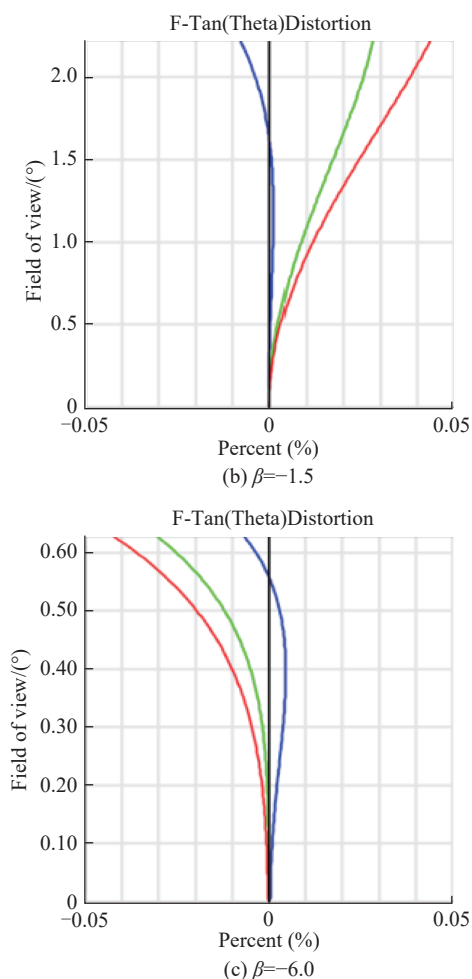 F-Tan(Theta)Distortion
2.0
1.5
1.0
0.5
0
Field of view/(°)
−0.05 0 0.05
Percent (%)
(b) β=−1.5
F-Tan(Theta)Distortion
0.60
0.50
0.40
0.30
0.20
0.10
0
Field of view/(°)
−0.05 0 0.05
Percent (%)
(c) β=−6.0